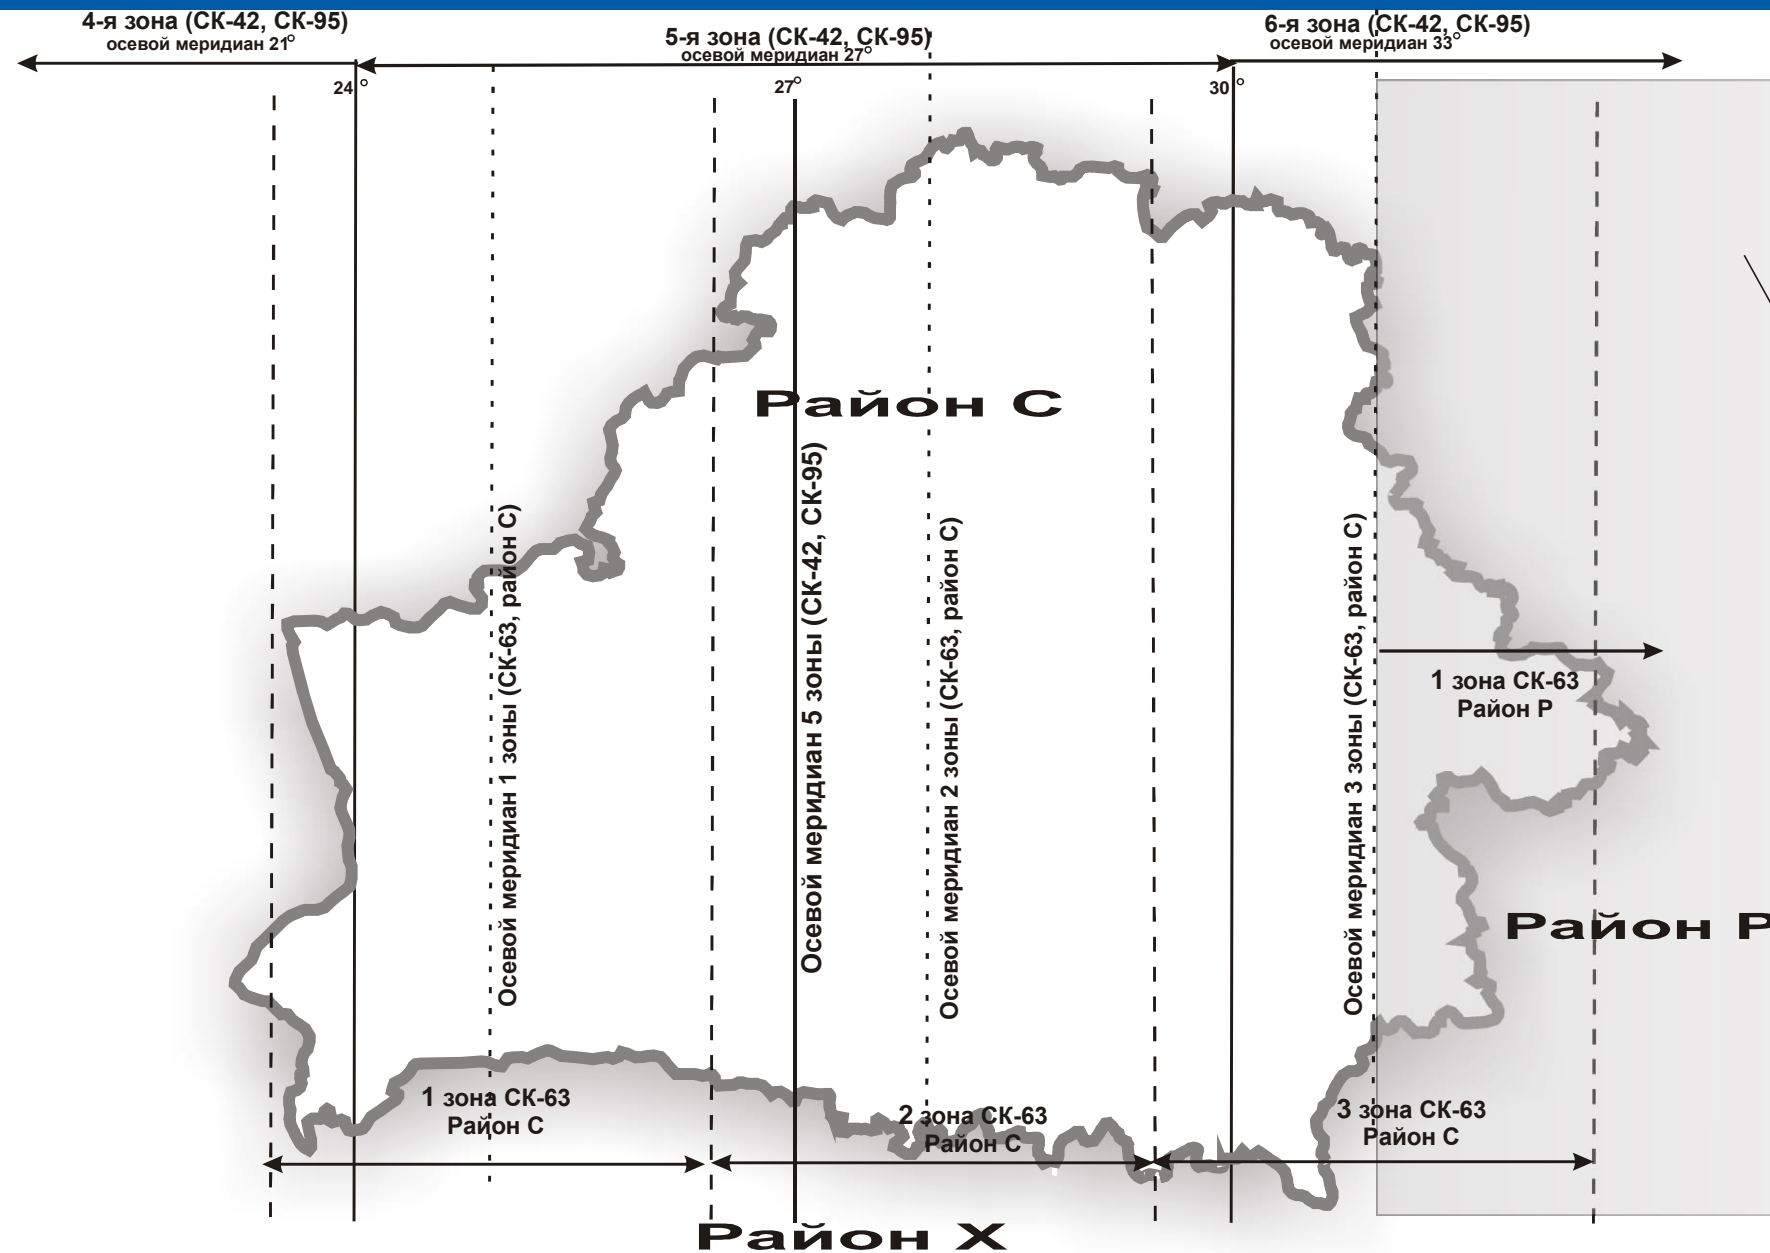 4-я зона (СК-42, СК-95)
осевой меридиан 21°
5-я зона (СК-42, СК-95)
осевой меридиан 27°
6-я зона (СК-42, СК-95)
осевой меридиан 33°
24°
27°
30°
Район С
Осевой меридиан 1 зоны (СК-63, район С)
Осевой меридиан 5 зоны (СК-42, СК-95)
Осевой меридиан 2 зоны (СК-63, район С)
Осевой меридиан 3 зоны (СК-63, район С)
1 зона СК-63
Район Р
Район Р
1 зона СК-63
Район С
2 зона СК-63
Район С
3 зона СК-63
Район С
Район Х